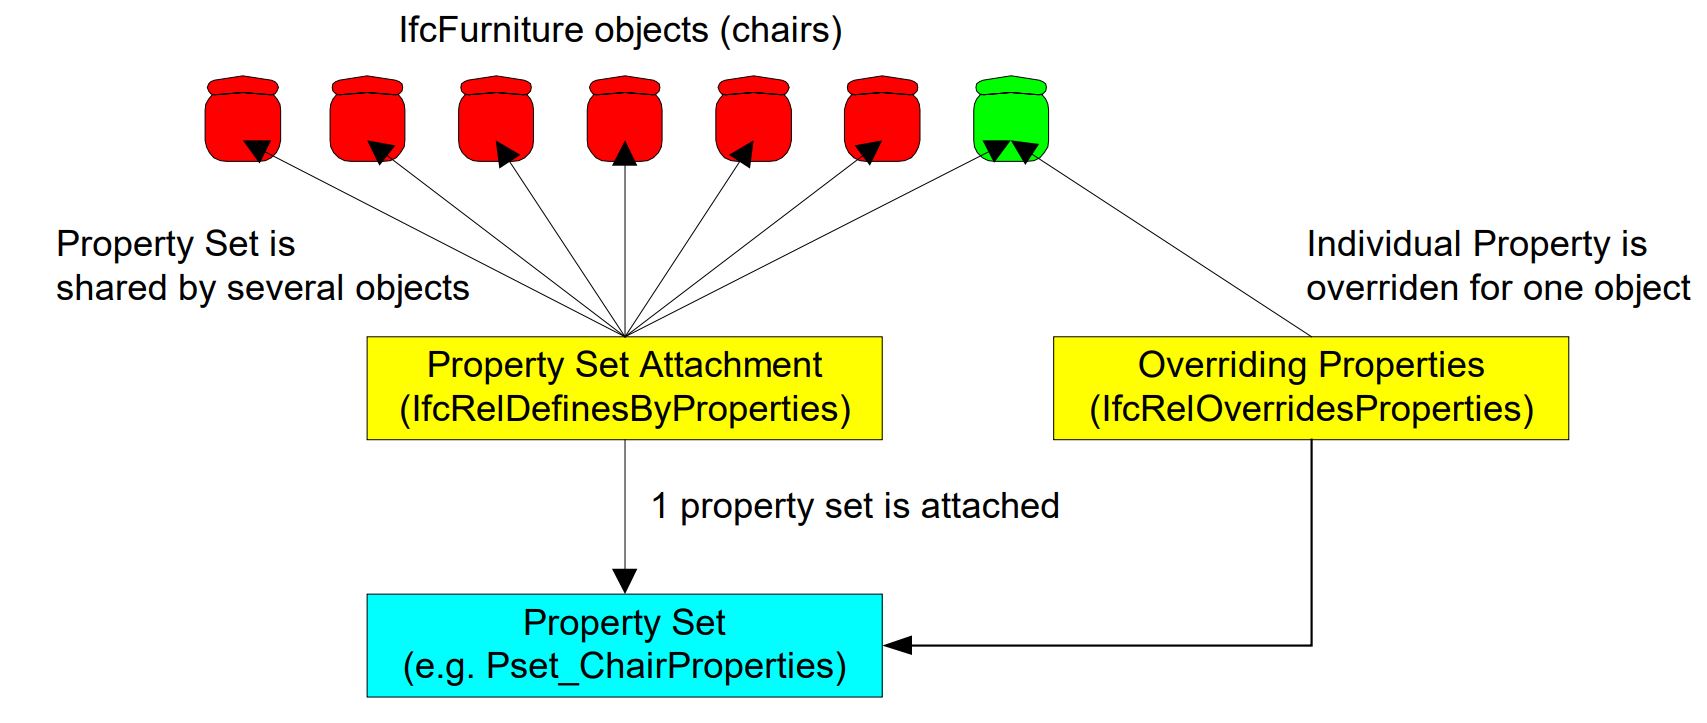 IfcFurniture objects (chairs)
Property Set is
shared by several objects
Individual Property is
overriden for one object
Property Set Attachment
(IfcRelDefinesByProperties)
Overriding Properties
(IfcRelOverridesProperties)
1 property set is attached
Property Set
(e.g. Pset_ChairProperties)